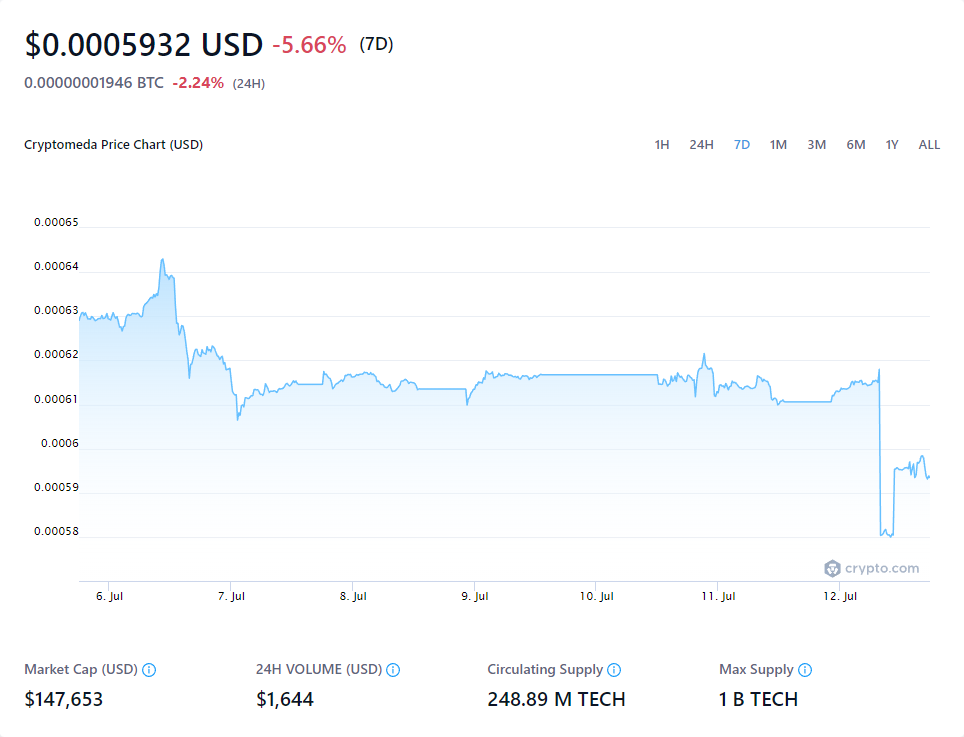 $0.0005932 USD -5.66% (7D)
0.00000001946 BTC -2.24% (24H)
Cryptomeda Price Chart (USD) 1H 24H 7D 1M 3M 6M 1Y ALL
0.00065
0.00064
0.00063
0.00062
0.00061
0.0006
0.00059
0.00058
crypto.com
6. Jul 7. Jul 8. Jul 9. Jul 10. Jul 11. Jul 12. Jul
Market Cap (USD) 24H VOLUME (USD) Circulating Supply Max Supply
$147,653 $1,644 248.89 M TECH 1 B TECH